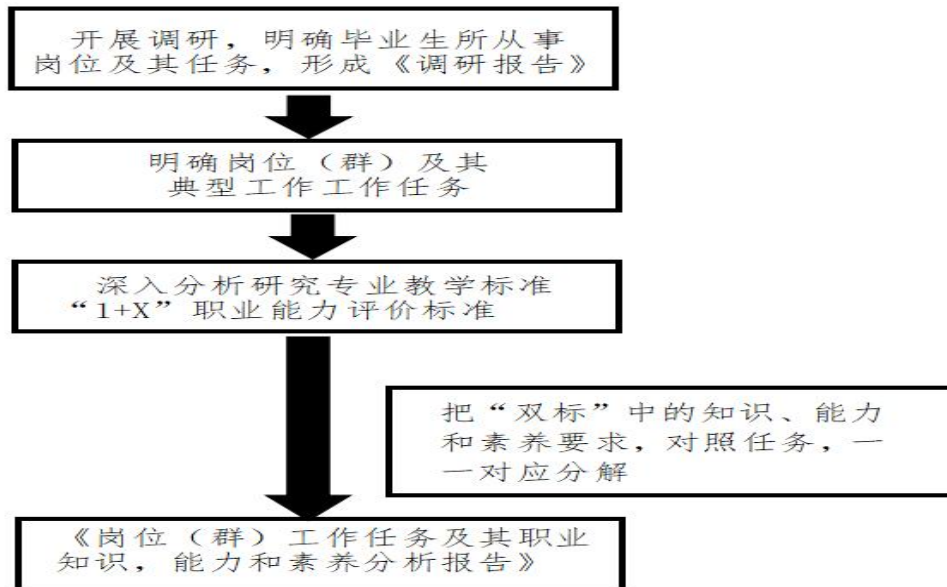 开展调研，明确毕业生所从事
岗位及其任务，形成《调研报告》
明确岗位（群）及其
典型工作工作任务
深入分析研究专业教学标准
“1+X”职业能力评价标准
把“双标”中的知识、能力
和素养要求，对照任务，一
一对应分解
《岗位（群）工作任务及其职业
知识，能力和素养分析报告》